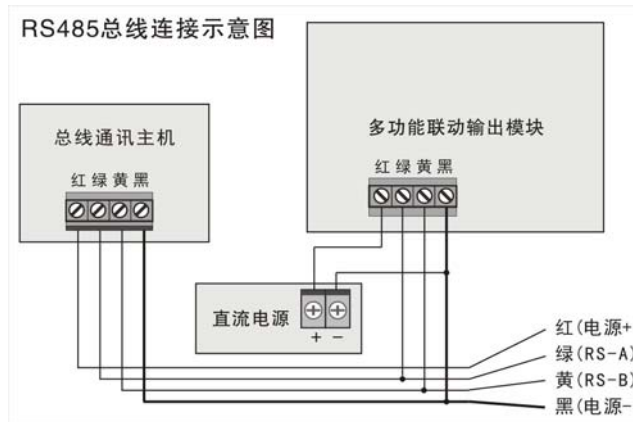 RS485总线连接示意图
总线通讯主机
红 绿 黄 黑
多功能联动输出模块
红 绿 黄 黑
直流电源
+ −
红(电源+
绿(RS-A)
黄(RS-B)
黑(电源-